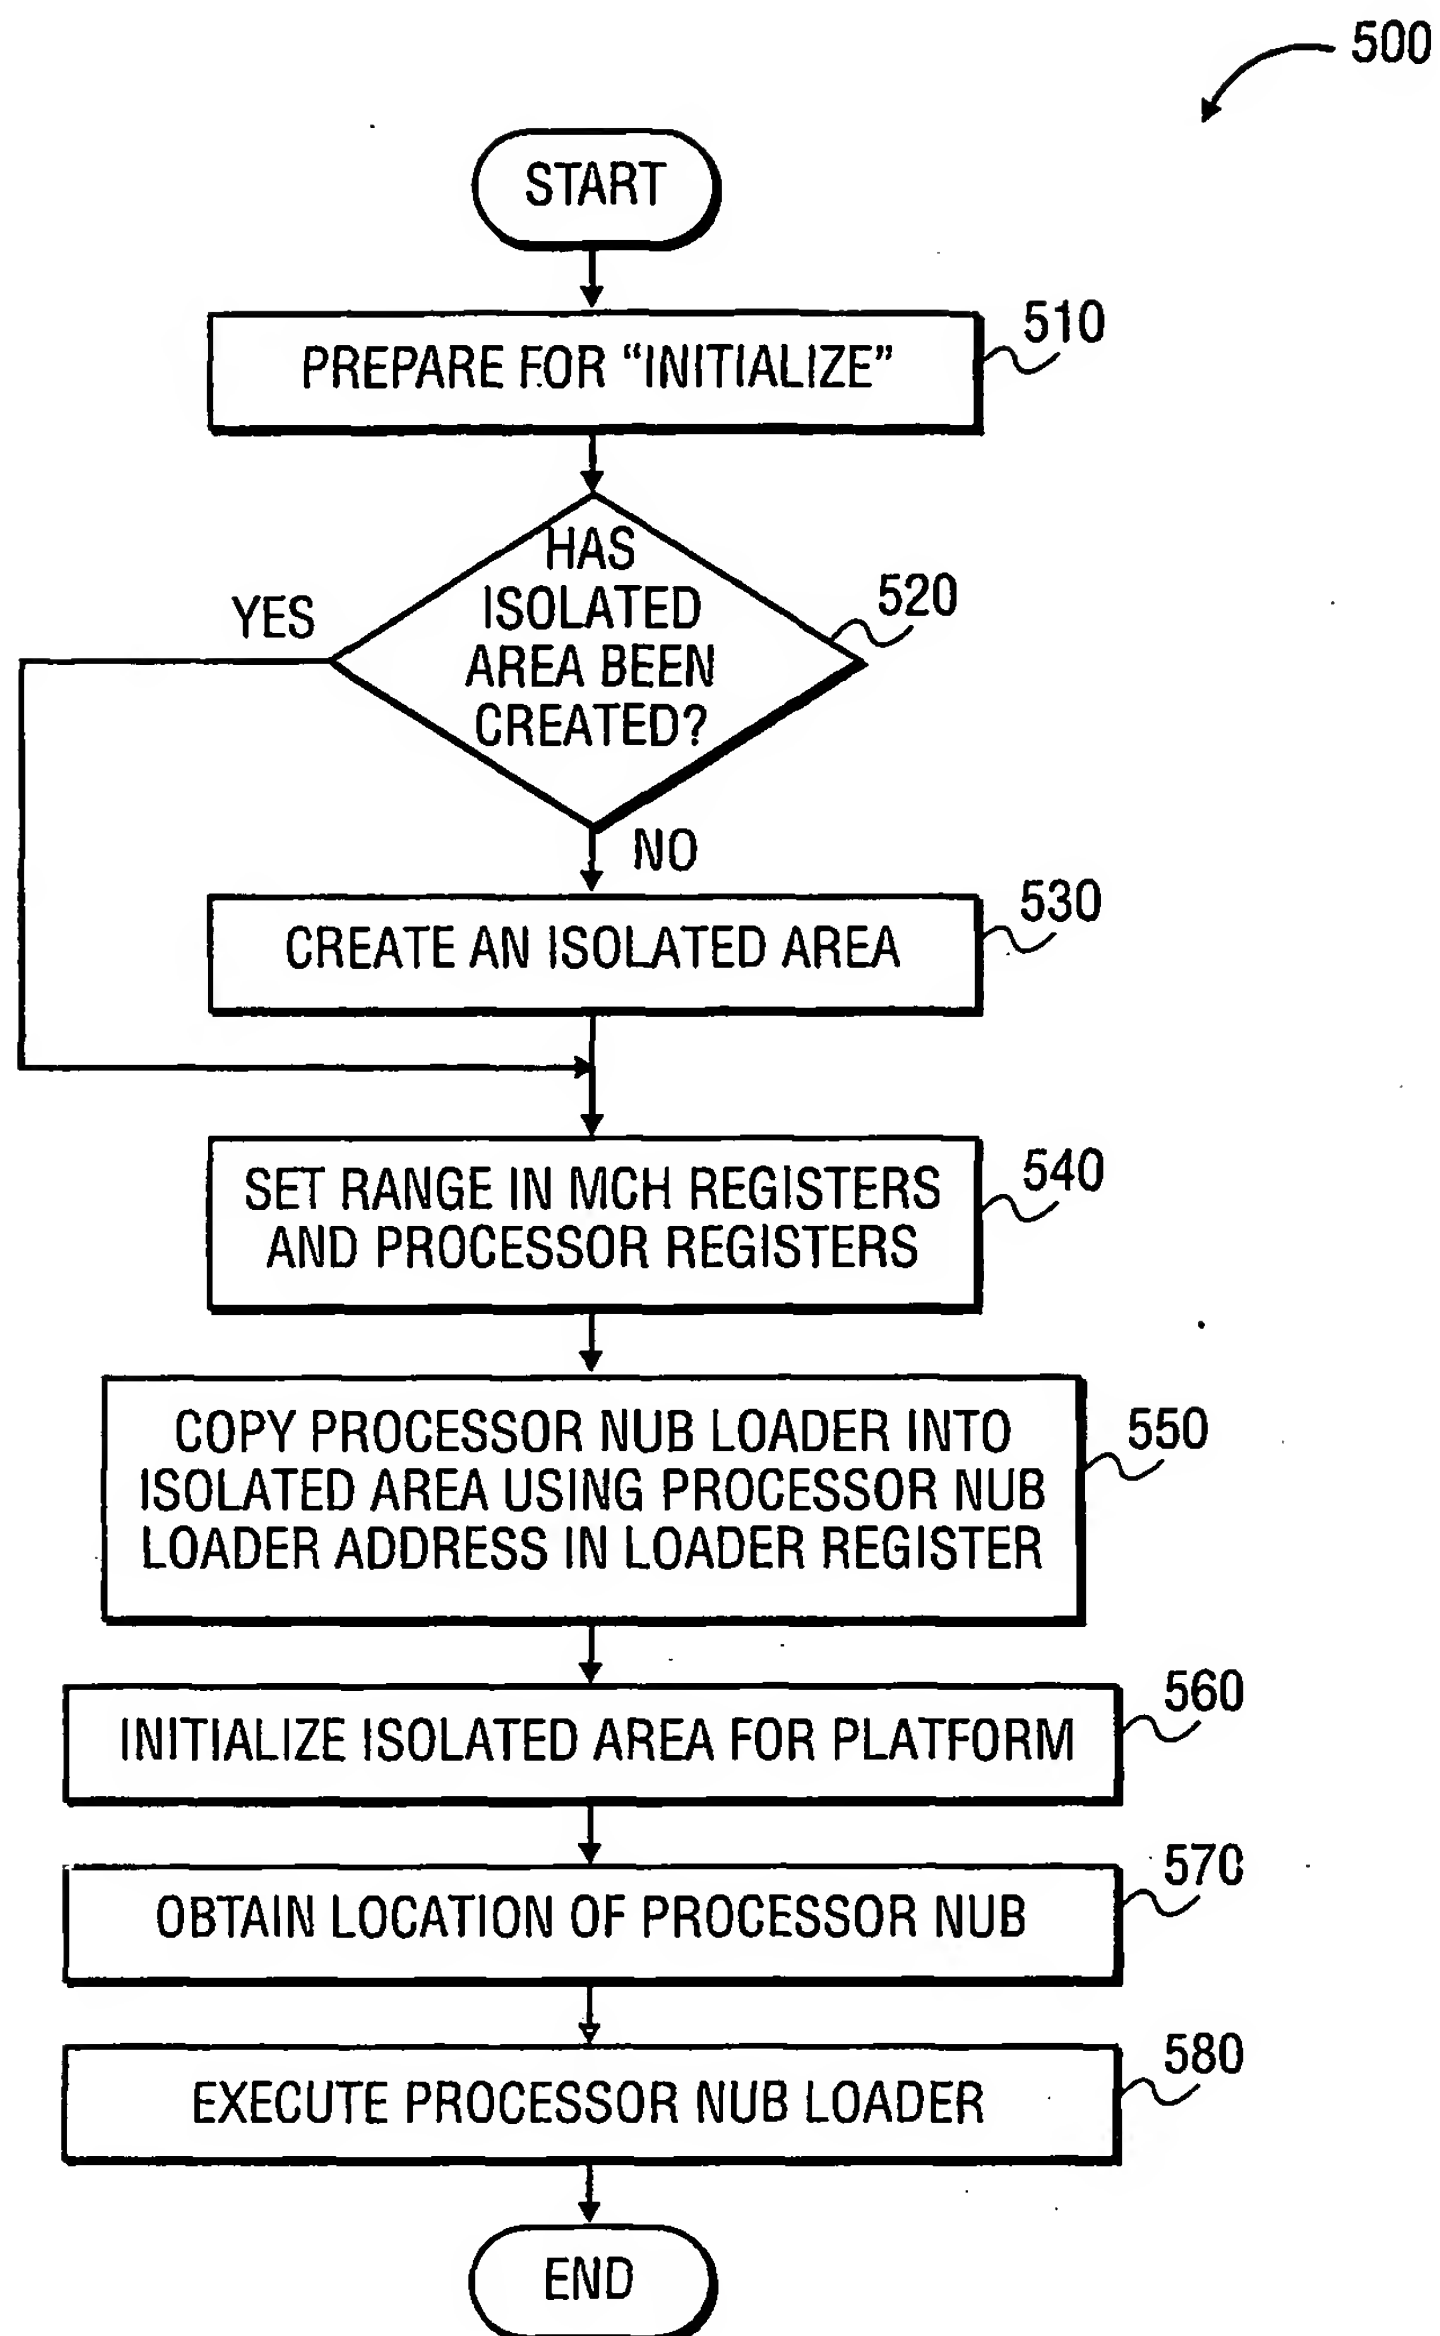 500
START
510
PREPARE FOR “INITIALIZE”
HAS
ISOLATED
AREA BEEN
CREATED?
520
YES
NO
530
CREATE AN ISOLATED AREA
540
SET RANGE IN MCH REGISTERS
AND PROCESSOR REGISTERS
550
COPY PROCESSOR NUB LOADER INTO
ISOLATED AREA USING PROCESSOR NUB
LOADER ADDRESS IN LOADER REGISTER
560
INITIALIZE ISOLATED AREA FOR PLATFORM
570
OBTAIN LOCATION OF PROCESSOR NUB
580
EXECUTE PROCESSOR NUB LOADER
END